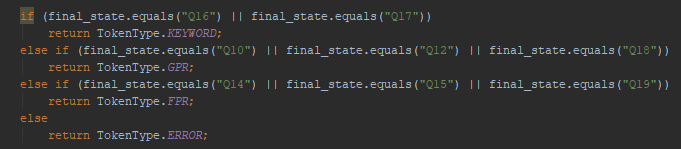 if (final_state.equals("Q16") || final_state.equals("Q17"))
return TokenType.KEYWORD;
else if (final_state.equals("Q10") || final_state.equals("Q12") || final_state.equals("Q18"))
return TokenType.GPR;
else if (final_state.equals("Q14") || final_state.equals("Q15") || final_state.equals("Q19"))
return TokenType.FPR;
else
return TokenType.ERROR;